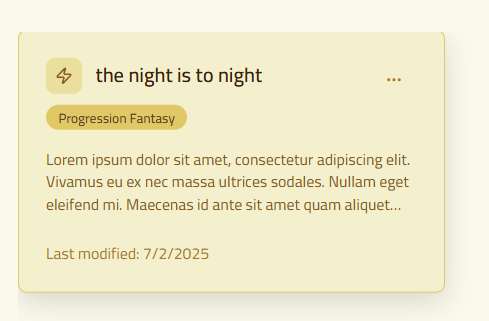 the night is to night
...
Progression Fantasy
Lorem ipsum dolor sit amet, consectetur adipiscing elit.
Vivamus eu ex nec massa ultrices sodales. Nullam eget
eleifend mi. Maecenas id ante sit amet quam aliquet...
Last modified: 7/2/2025